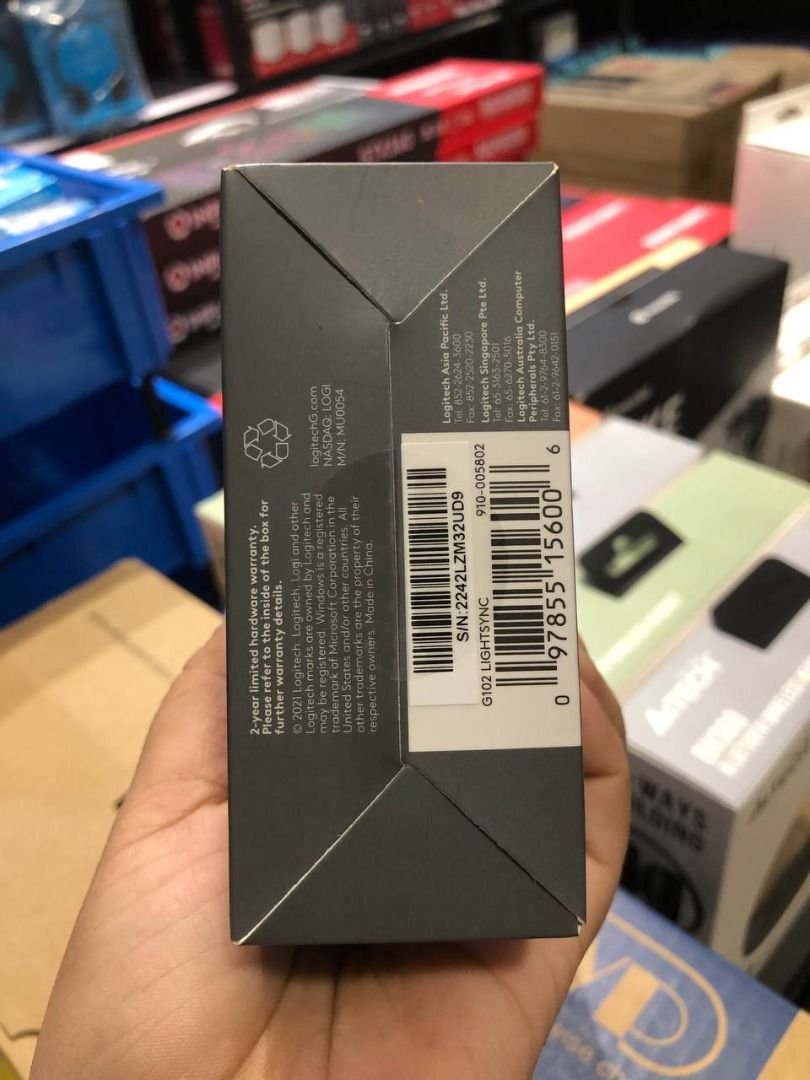 2-year limited hardware warranty.
Please refer to the inside of the box for
further warranty details.
© 2021 Logitech. Logitech, Logi and other
Logitech marks are owned by Logitech and
may be registered. Windows is a registered
trademark of Microsoft Corporation in the
United States and/or other countries. All
other trademarks are the property of their
respective owners. Made in China.
logitechG.com
NASDAQ: LOGI
M/N: MU0054
Logitech Asia Pacific Ltd.
Tel: 852-2624-3600
Fax: 852-2520-2230
Logitech Singapore Pte Ltd.
Tel: 65-3163-2501
Fax: 65-6270-5016
Logitech Australia Computer
Peripherals Pty Ltd.
Tel: 61-2-9764-8300
Fax: 61-2-9642-0151
S/N:2242LZM32UD9
G102 LIGHTSYNC 910-005802
0 97855 15600 6